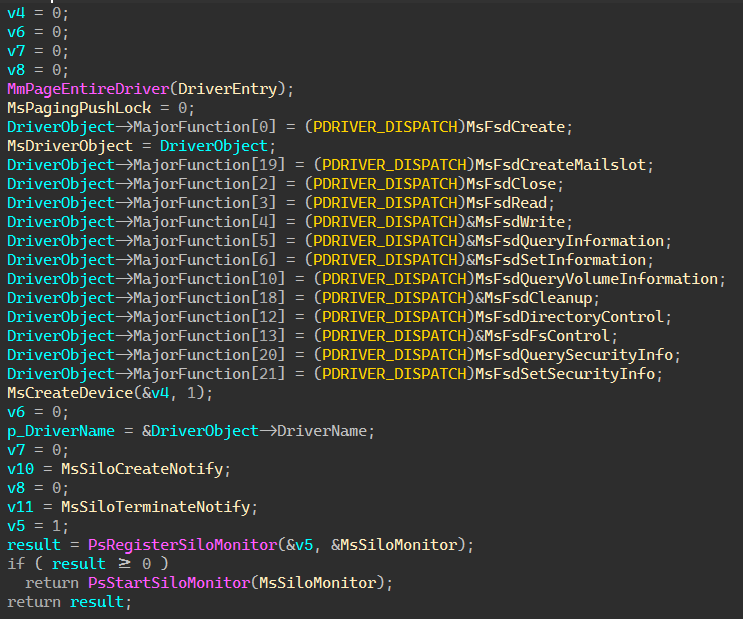 v4 = 0;
v6 = 0;
v7 = 0;
v8 = 0;
MmPageEntireDriver(DriverEntry);
MsPagingPushLock = 0;
DriverObject->MajorFunction[0] = (PDRIVER_DISPATCH)MsFsdCreate;
MsDriverObject = DriverObject;
DriverObject->MajorFunction[19] = (PDRIVER_DISPATCH)MsFsdCreateMailslot;
DriverObject->MajorFunction[2] = (PDRIVER_DISPATCH)MsFsdClose;
DriverObject->MajorFunction[3] = (PDRIVER_DISPATCH)MsFsdRead;
DriverObject->MajorFunction[4] = (PDRIVER_DISPATCH)&MsFsdWrite;
DriverObject->MajorFunction[5] = (PDRIVER_DISPATCH)&MsFsdQueryInformation;
DriverObject->MajorFunction[6] = (PDRIVER_DISPATCH)&MsFsdSetInformation;
DriverObject->MajorFunction[10] = (PDRIVER_DISPATCH)MsFsdQueryVolumeInformation;
DriverObject->MajorFunction[18] = (PDRIVER_DISPATCH)&MsFsdCleanup;
DriverObject->MajorFunction[12] = (PDRIVER_DISPATCH)MsFsdDirectoryControl;
DriverObject->MajorFunction[13] = (PDRIVER_DISPATCH)&MsFsdFsControl;
DriverObject->MajorFunction[20] = (PDRIVER_DISPATCH)MsFsdQuerySecurityInfo;
DriverObject->MajorFunction[21] = (PDRIVER_DISPATCH)MsFsdSetSecurityInfo;
MsCreateDevice(&v4, 1);
v6 = 0;
p_DriverName = &DriverObject->DriverName;
v7 = 0;
v10 = MsSiloCreateNotify;
v8 = 0;
v11 = MsSiloTerminateNotify;
v5 = 1;
result = PsRegisterSiloMonitor(&v5, &MsSiloMonitor);
if ( result ≥ 0 )
  return PsStartSiloMonitor(MsSiloMonitor);
return result;